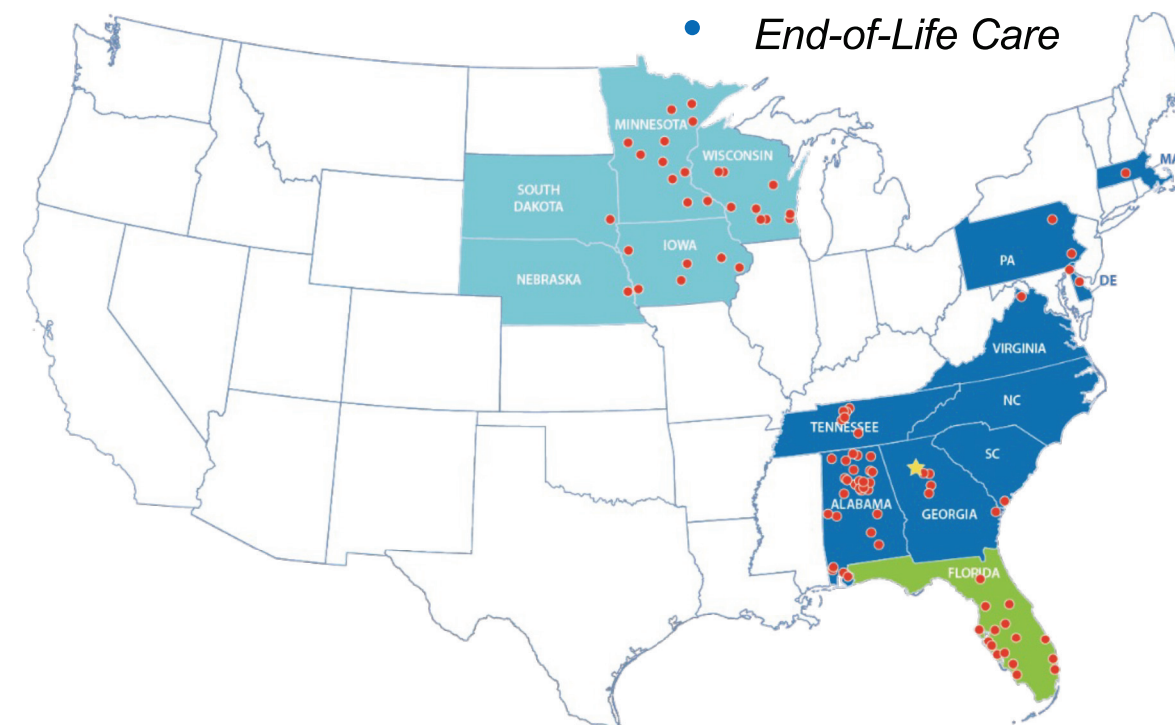 • End-of-Life Care
MINNESOTA
WISCONSIN
MA
SOUTH
DAKOTA
IOWA
PA
NEBRASKA
DE
VIRGINIA
NC
TENNESSEE
SC
ALABAMA
GEORGIA
FLORIDA